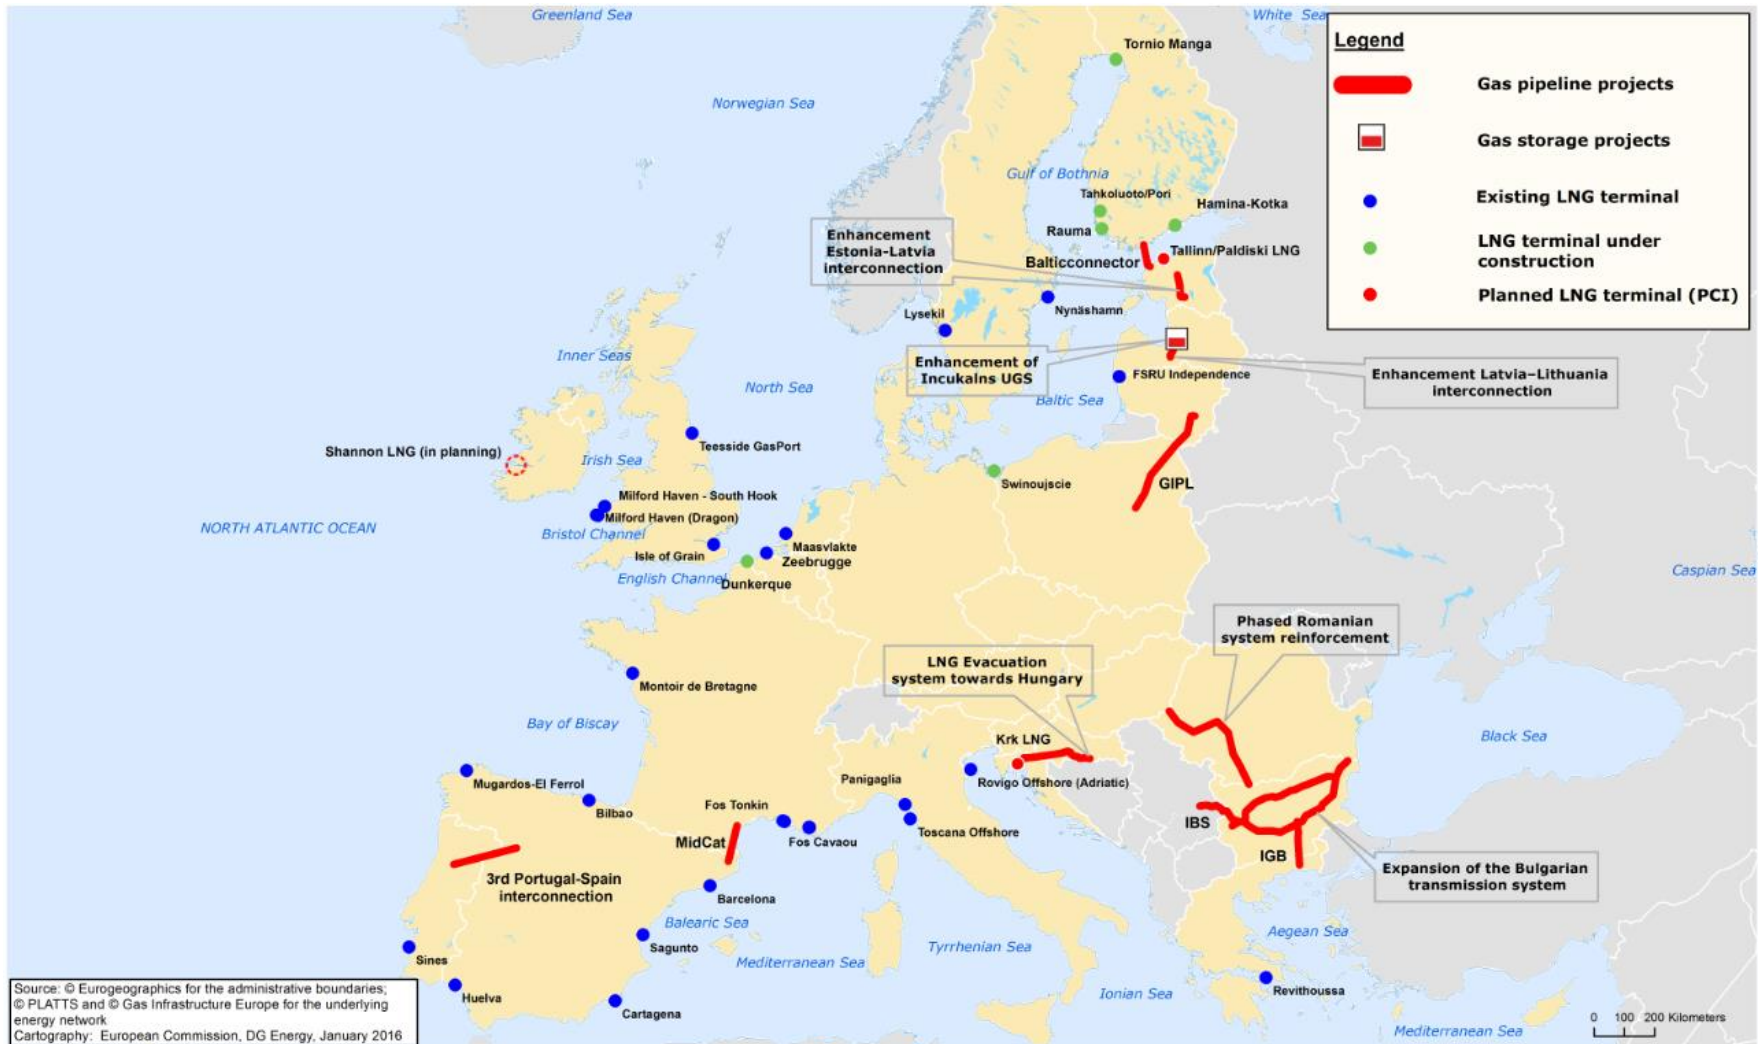 Greenland Sea
White Sea
Legend
Gas pipeline projects
Gas storage projects
Existing LNG terminal
LNG terminal under
construction
Planned LNG terminal (PCI)
Tornio Manga
Norwegian Sea
Gulf of Bothnia
Tahkoluoto/Pori
Hamina-Kotka
Rauma
Enhancement
Estonia-Latvia
interconnection
Balticconnector
Tallinn/Paldiski LNG
Nynäshamn
Lysekil
Inner Seas
North Sea
Enhancement of
Incukalns UGS
FSRU Independence
Enhancement Latvia–Lithuania
interconnection
Baltic Sea
Teesside GasPort
Shannon LNG (in planning)
Irish Sea
Swinoujscie
GIPL
Milford Haven - South Hook
Milford Haven (Dragon)
NORTH ATLANTIC OCEAN
Bristol Channel
Isle of Grain
Maasvlakte
Zeebrugge
English Channel
Dunkerque
Caspian Sea
Phased Romanian
system reinforcement
LNG Evacuation
system towards Hungary
Montoir de Bretagne
Bay of Biscay
Black Sea
Krk LNG
Mugardos-El Ferrol
Panigaglia
Rovigo Offshore (Adriatic)
Bilbao
Fos Tonkin
Toscana Offshore
IBS
MidCat
Fos Cavaou
IGB
3rd Portugal-Spain
interconnection
Expansion of the Bulgarian
transmission system
Barcelona
Balearic Sea
Aegean Sea
Sagunto
Tyrrhenian Sea
Mediterranean Sea
Sines
Huelva
Ionian Sea
Revithoussa
Cartagena
Mediterranean Sea
0 100 200 Kilometers
Source: © Eurogeographics for the administrative boundaries;
© PLATTS and © Gas Infrastructure Europe for the underlying
energy network
Cartography: European Commission, DG Energy, January 2016